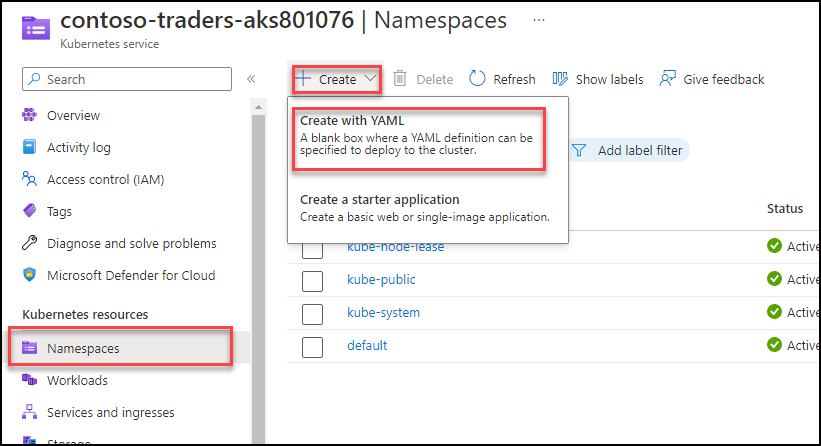 contoso-traders-aks801076 | Namespaces ...
Kubernetes service
Search «
Create Delete Refresh Show labels Give feedback
Create with YAML
A blank box where a YAML definition can be
specified to deploy to the cluster.
Add label filter
Create a starter application
Create a basic web or single-image application.
Overview
Activity log
Access control (IAM)
Tags
Diagnose and solve problems
Microsoft Defender for Cloud
Kubernetes resources
Namespaces
Workloads
Services and ingresses
Storage
Status
kube-node-lease Active
kube-public Active
kube-system Active
default Active